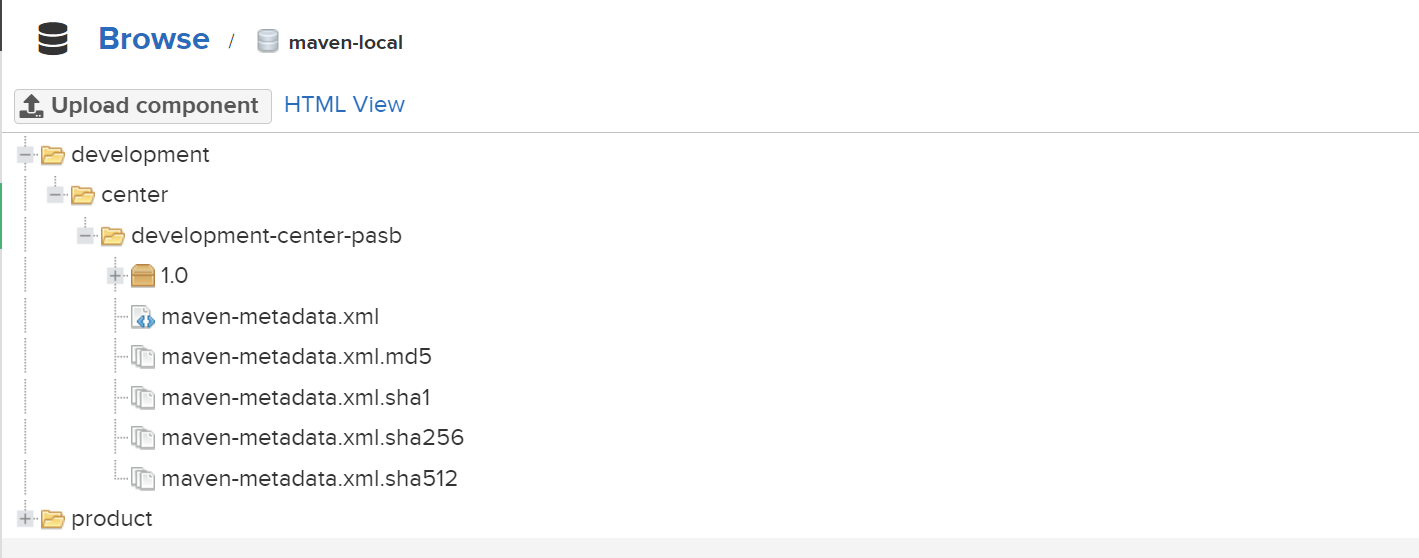 Browse / maven-local
Upload component HTML View
development
center
development-center-pasb
1.0
maven-metadata.xml
maven-metadata.xml.md5
maven-metadata.xml.sha1
maven-metadata.xml.sha256
maven-metadata.xml.sha512
product